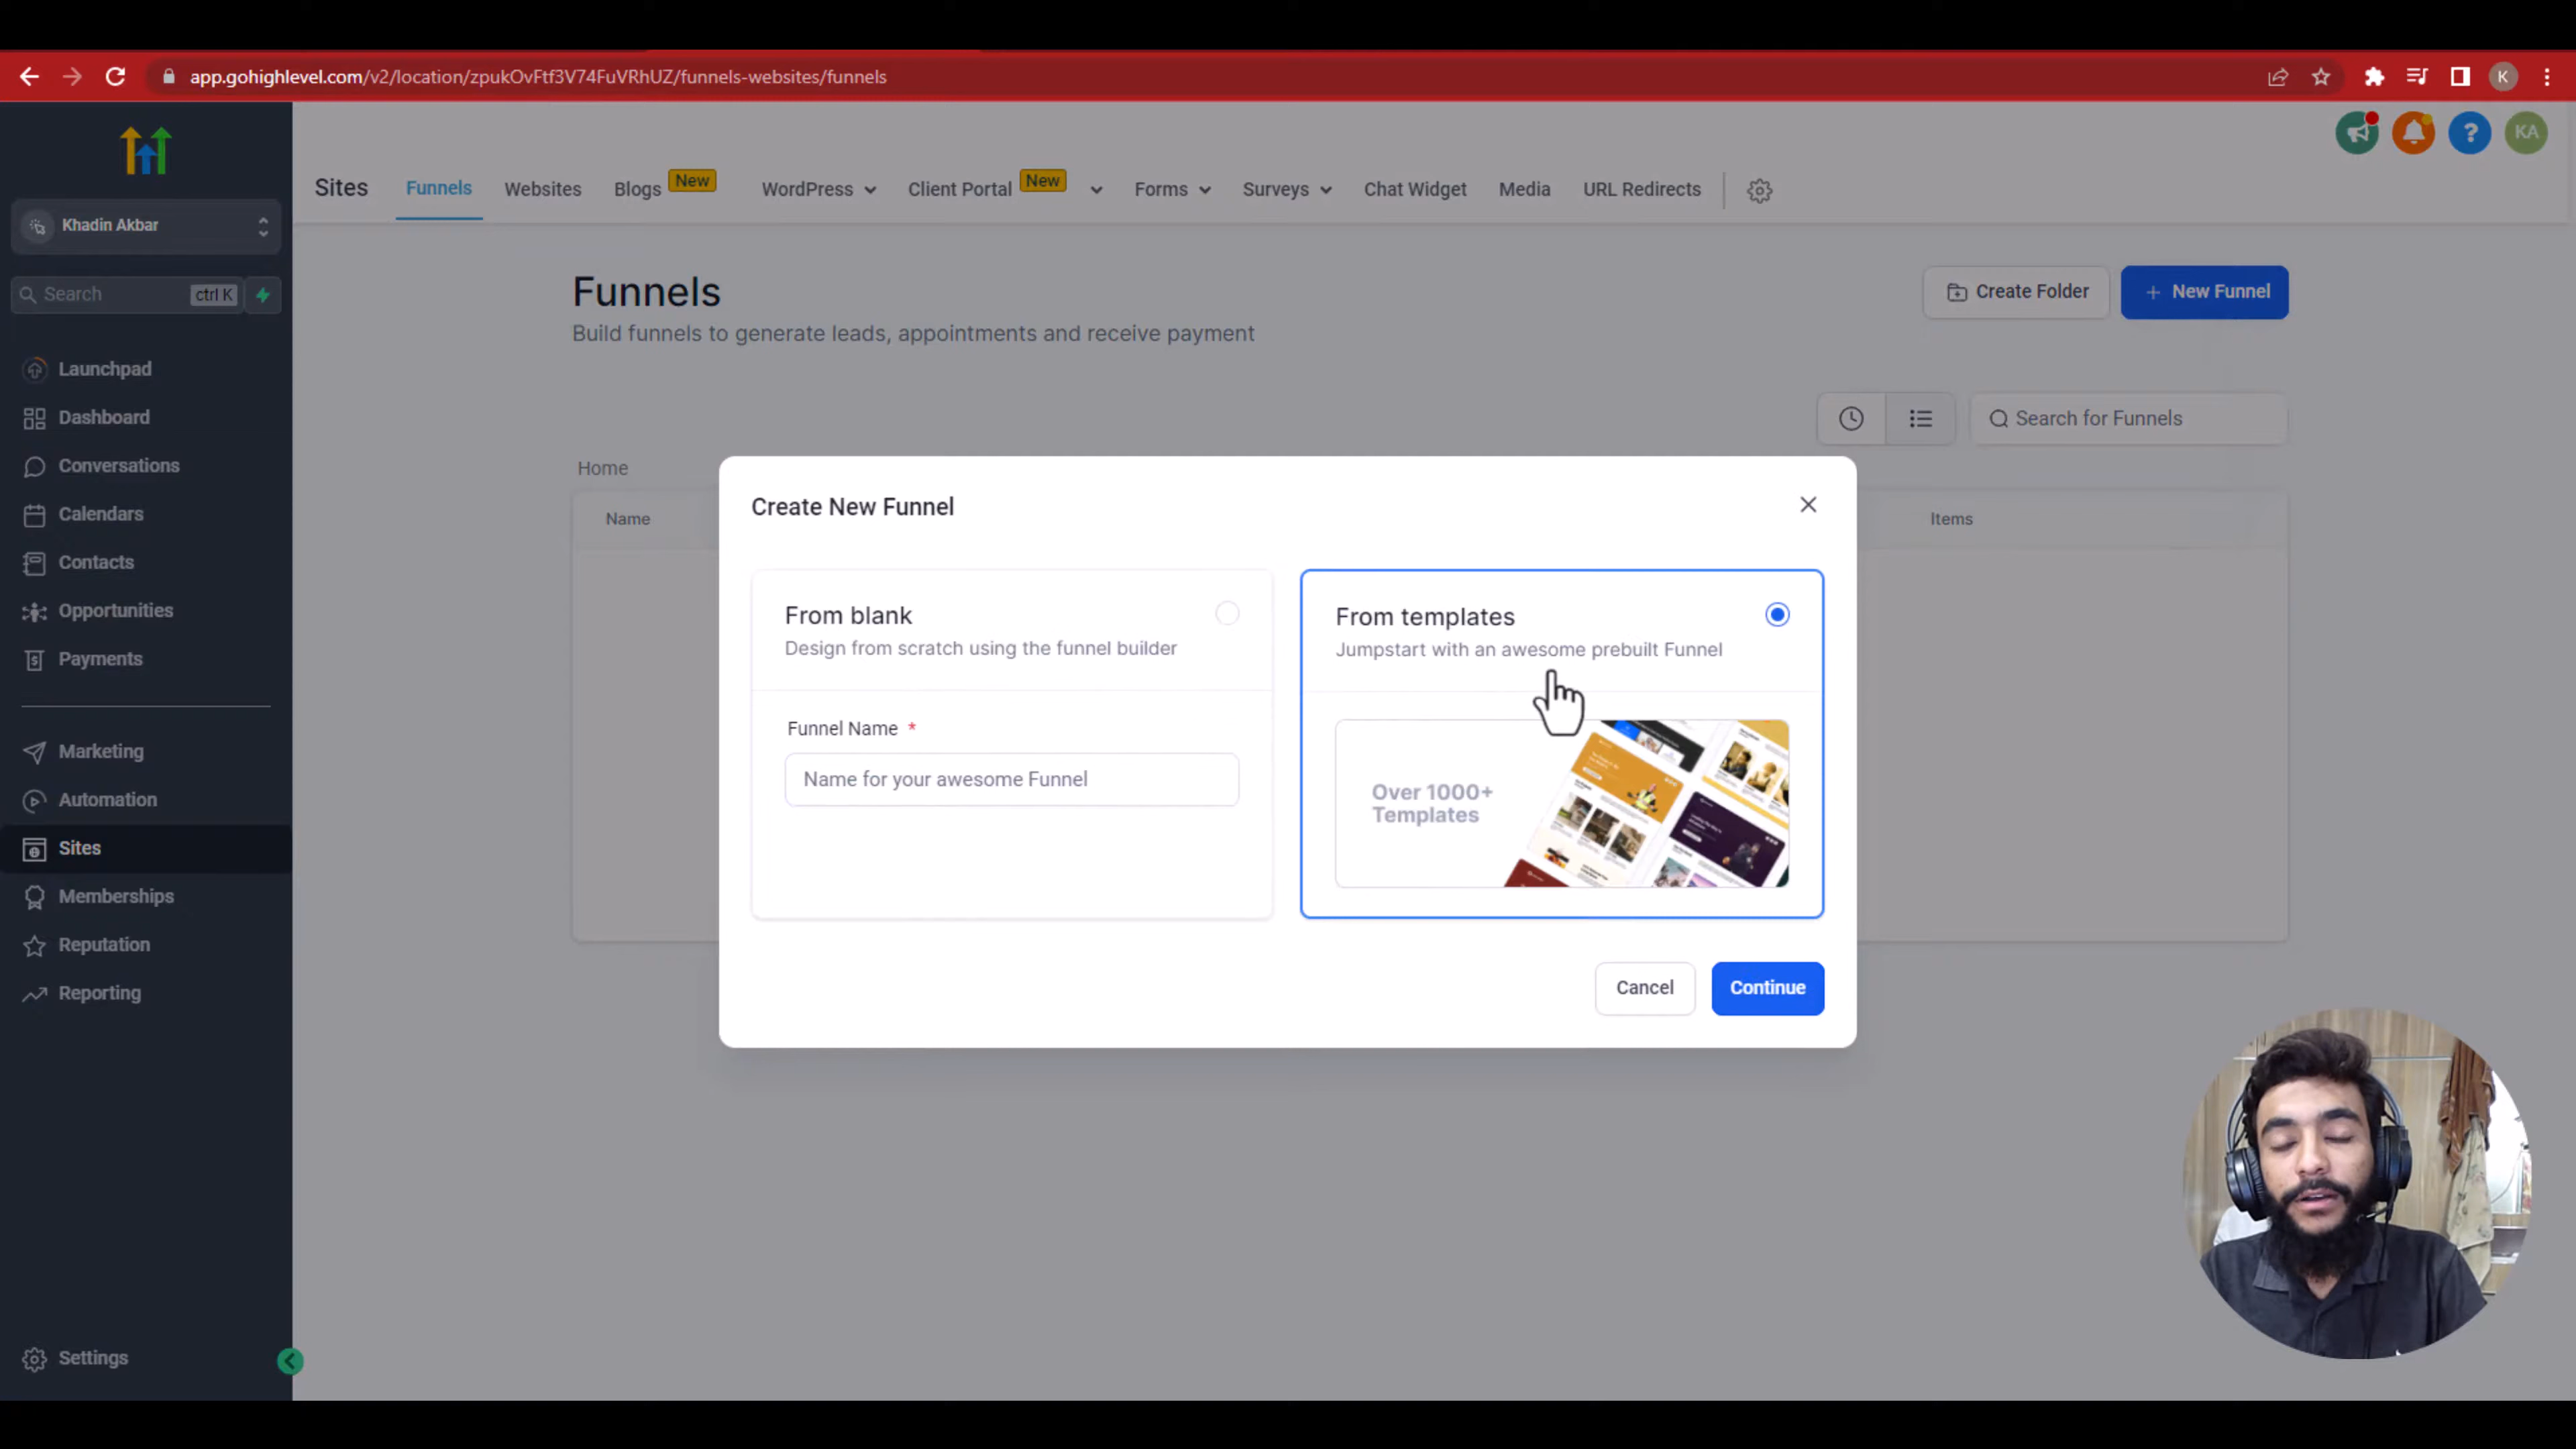 app.gohighlevel.com/v2/location/zpukOvFtf3V74FuVRhUZ/funnels-websites/funnels
K
KA
Khadin Akbar
Search
ctrl K
Launchpad
Dashboard
Conversations
Calendars
Contacts
Opportunities
Payments
Marketing
Automation
Sites
Memberships
Reputation
Reporting
Settings
Sites Funnels Websites Blogs New WordPress Client Portal New Forms Surveys Chat Widget Media URL Redirects
Funnels
Build funnels to generate leads, appointments and receive payment
Create Folder
+ New Funnel
Search for Funnels
Home
Name
Items
Create New Funnel
From blank
Design from scratch using the funnel builder
Funnel Name *
Name for your awesome Funnel
From templates
Jumpstart with an awesome prebuilt Funnel
Over 1000+
Templates
Cancel
Continue